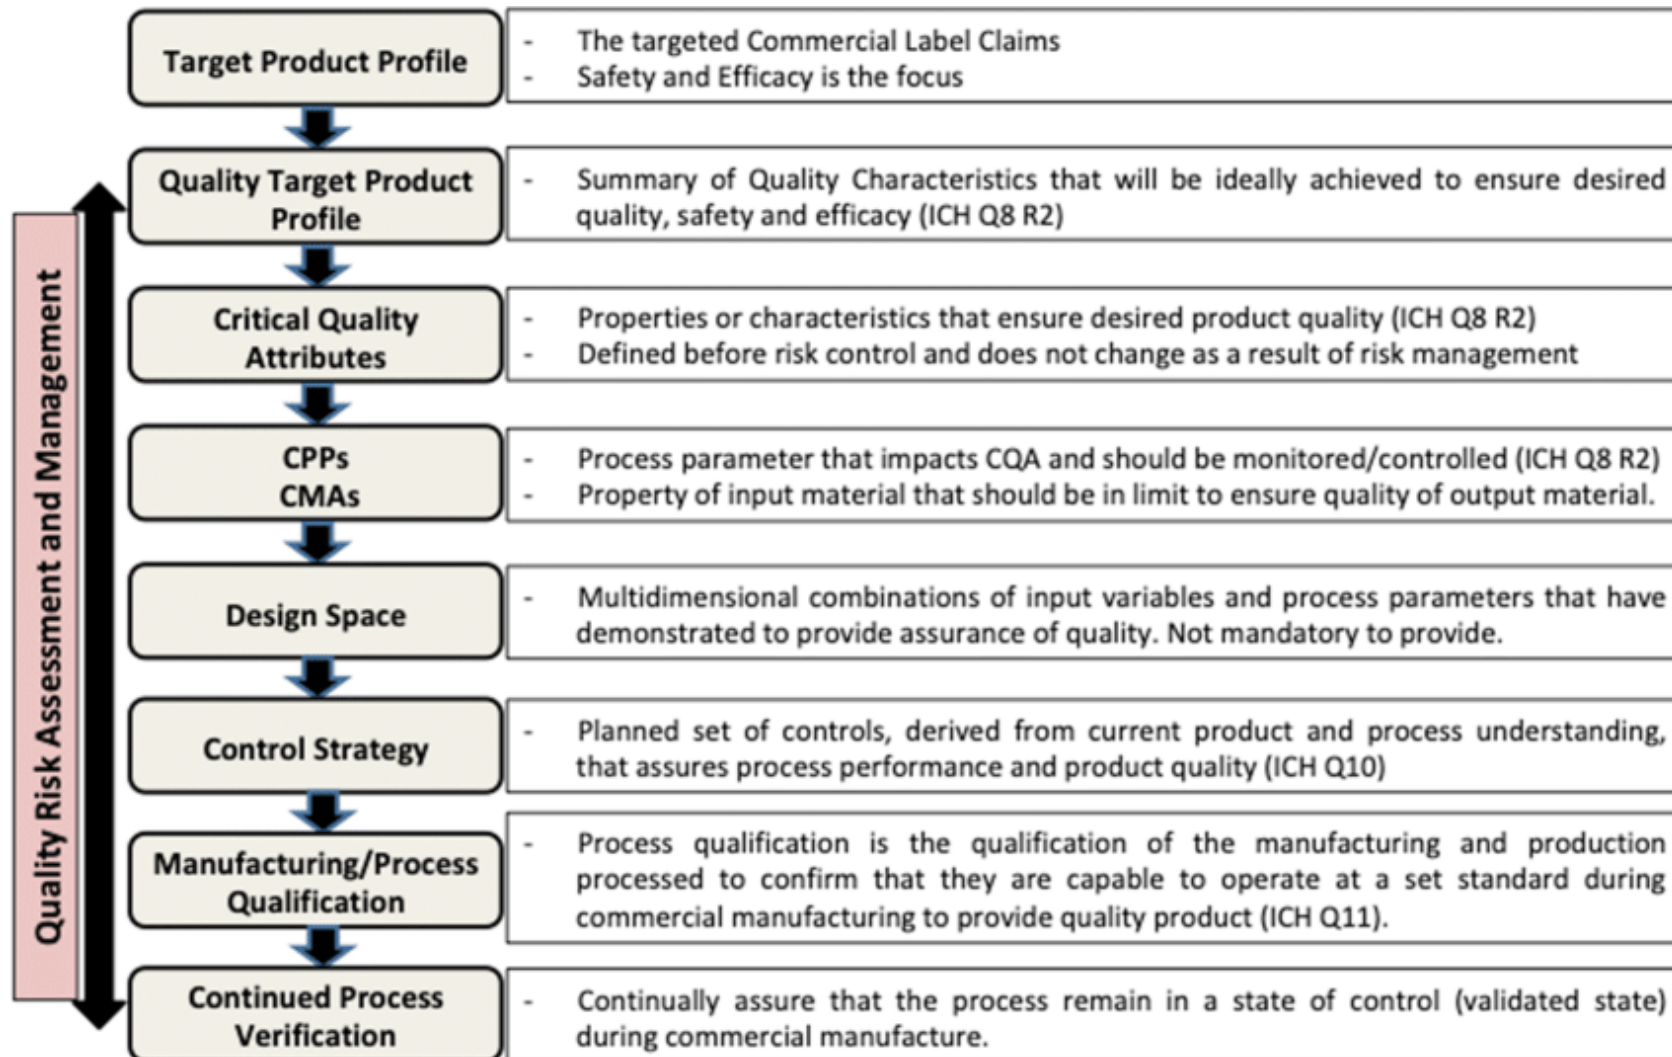 Target Product Profile
- The targeted Commercial Label Claims
- Safety and Efficacy is the focus
Quality Target Product
Profile
- Summary of Quality Characteristics that will be ideally achieved to ensure desired
quality, safety and efficacy (ICH Q8 R2)
Critical Quality
Attributes
- Properties or characteristics that ensure desired product quality (ICH Q8 R2)
- Defined before risk control and does not change as a result of risk management
CPPs
CMAs
- Process parameter that impacts CQA and should be monitored/controlled (ICH Q8 R2)
- Property of input material that should be in limit to ensure quality of output material.
Design Space
- Multidimensional combinations of input variables and process parameters that have
demonstrated to provide assurance of quality. Not mandatory to provide.
Control Strategy
- Planned set of controls, derived from current product and process understanding,
that assures process performance and product quality (ICH Q10)
Manufacturing/Process
Qualification
- Process qualification is the qualification of the manufacturing and production
processed to confirm that they are capable to operate at a set standard during
commercial manufacturing to provide quality product (ICH Q11).
Continued Process
Verification
- Continually assure that the process remain in a state of control (validated state)
during commercial manufacture.
Quality Risk Assessment and Management